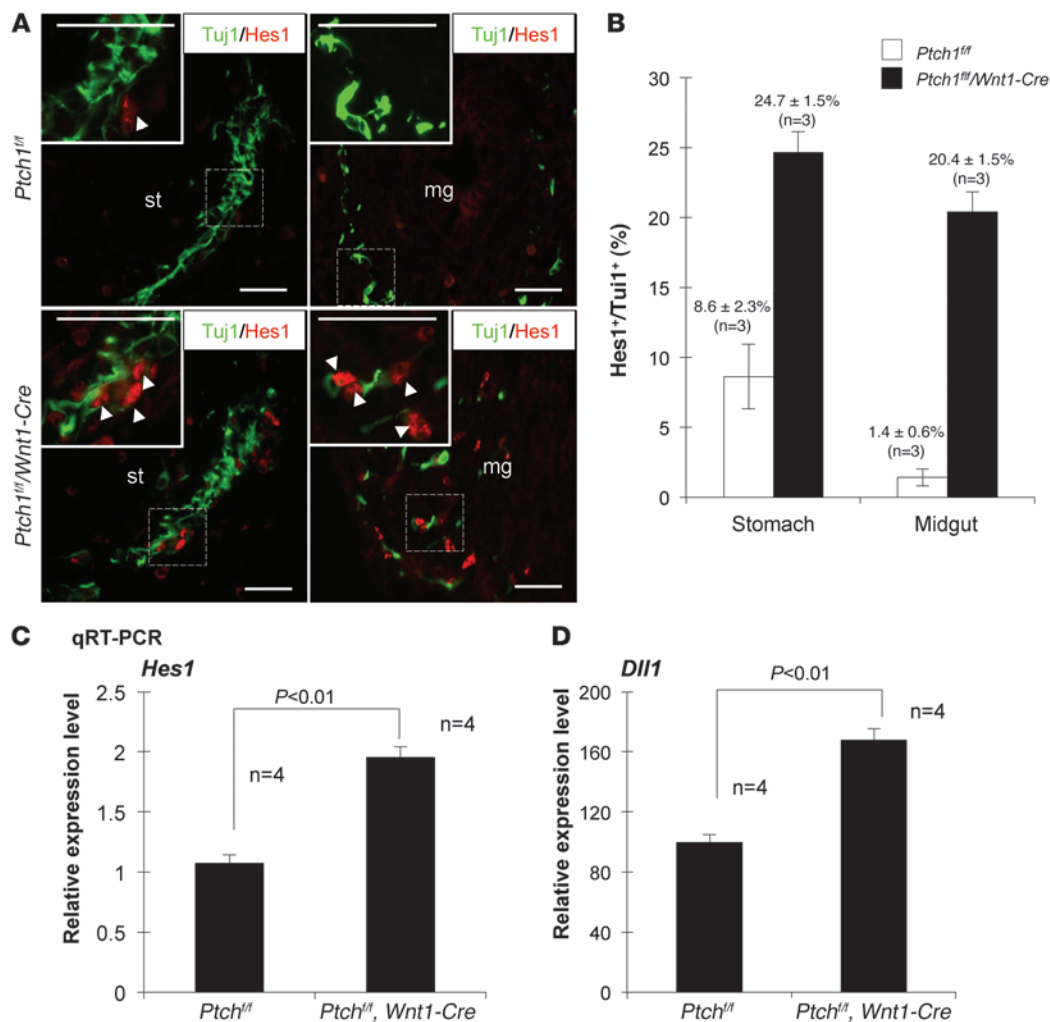 A
Tuj1/Hes1
Tuj1/Hes1
Ptch1f/f
st
mg
Tuj1/Hes1
Tuj1/Hes1
Ptch1f/f/Wnt1-Cre
st
mg
B
Ptch1f/f
Ptch1f/f/Wnt1-Cre
Hes1+/Tui1+ (%)
30
25
20
15
10
5
0
8.6 ± 2.3%
(n=3)
24.7 ± 1.5%
(n=3)
1.4 ± 0.6%
(n=3)
20.4 ± 1.5%
(n=3)
Stomach
Midgut
C
qRT-PCR
Hes1
Relative expression level
2.5
2
1.5
1
0.5
0
P<0.01
n=4
n=4
Ptchf/f
Ptchf/f, Wnt1-Cre
D
Dll1
Relative expression level
200
160
120
80
40
0
P<0.01
n=4
n=4
Ptchf/f
Ptchf/f, Wnt1-Cre